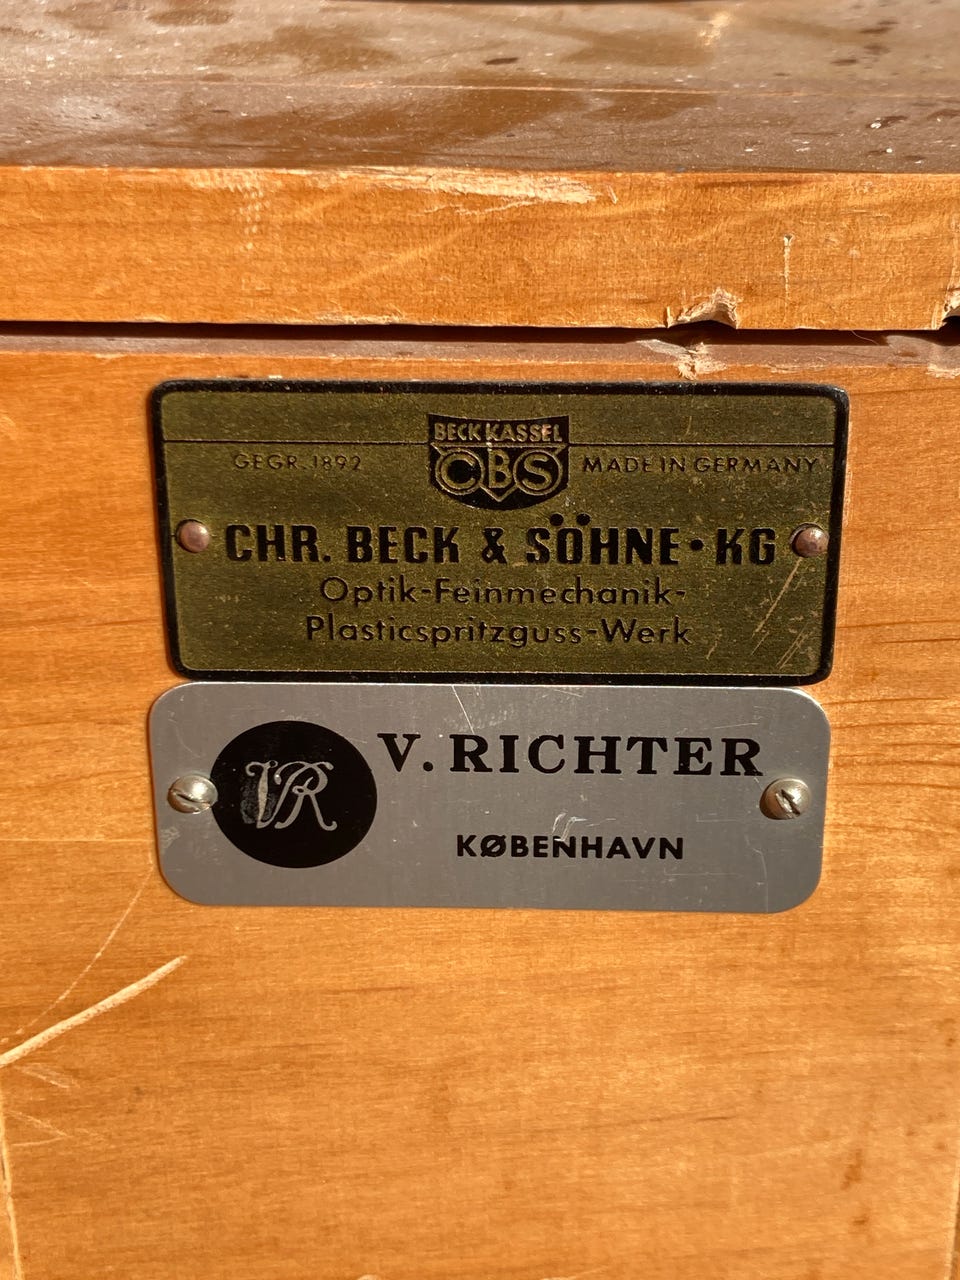 BECK KASSEL
CBS
GEGR. 1892
MADE IN GERMANY
CHR. BECK & SÖHNE • KG
Optik-Feinmechanik-
Plasticspritzguss-Werk
VR
V. RICHTER
KØBENHAVN